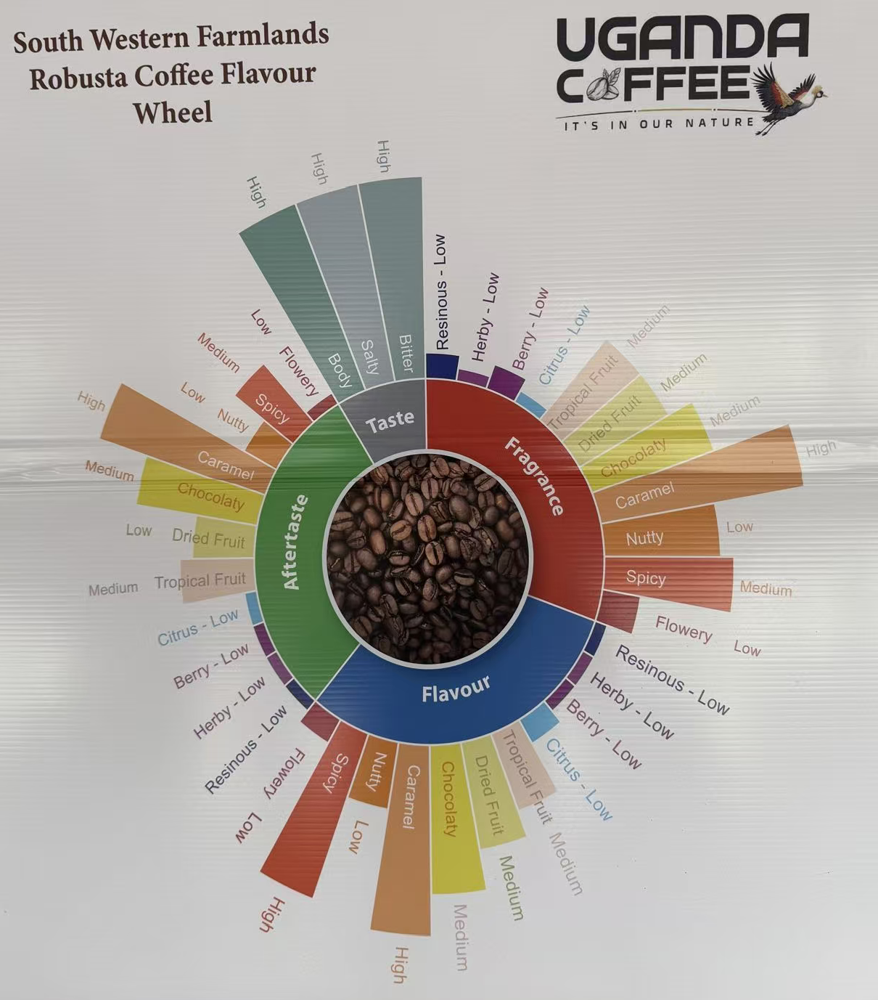 South Western Farmlands
Robusta Coffee Flavour
Wheel
UGANDA
COFFEE
IT'S IN OUR NATURE
Taste
Body
High
Salty
High
Bitter
High
Fragrance
Resinous - Low
Herby - Low
Berry - Low
Citrus - Low
Tropical Fruit
Medium
Dried Fruit
Medium
Chocolaty
Medium
Caramel
High
Nutty
Low
Spicy
Medium
Flowery
Low
Flavour
Resinous - Low
Herby - Low
Berry - Low
Citrus - Low
Tropical Fruit
Medium
Dried Fruit
Medium
Chocolaty
Medium
Caramel
High
Nutty
Low
Spicy
High
Flowery
Low
Aftertaste
Resinous - Low
Herby - Low
Berry - Low
Citrus - Low
Tropical Fruit
Medium
Dried Fruit
Low
Chocolaty
Medium
Caramel
High
Nutty
Low
Spicy
Medium
Flowery
Low